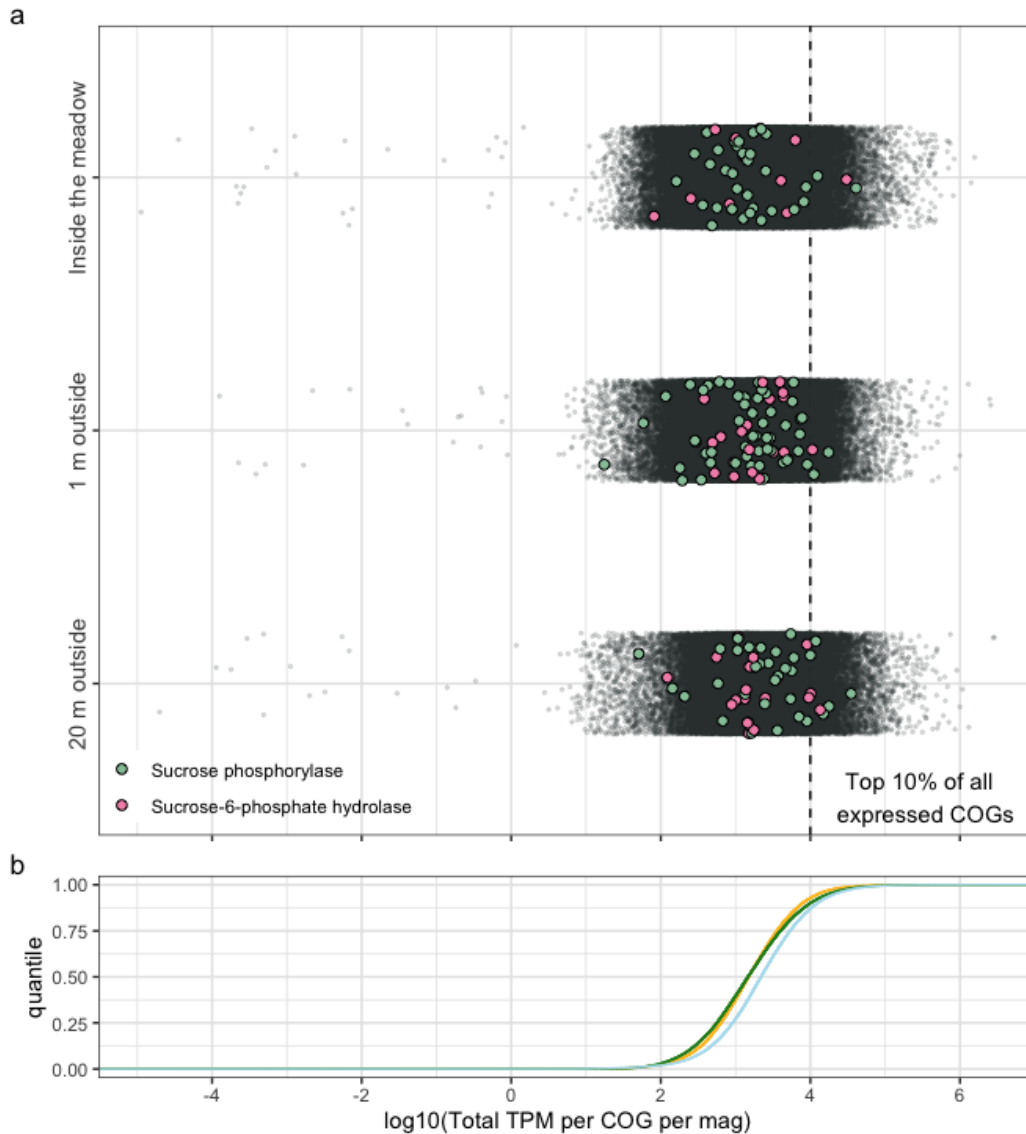 a
Inside the meadow
1 m outside
20 m outside
Sucrose phosphorylase
Sucrose-6-phosphate hydrolase
Top 10% of all
expressed COGs
b
1.00
0.75
0.50
0.25
0.00
quantile
-4
-2
0
2
4
6
log10(Total TPM per COG per mag)